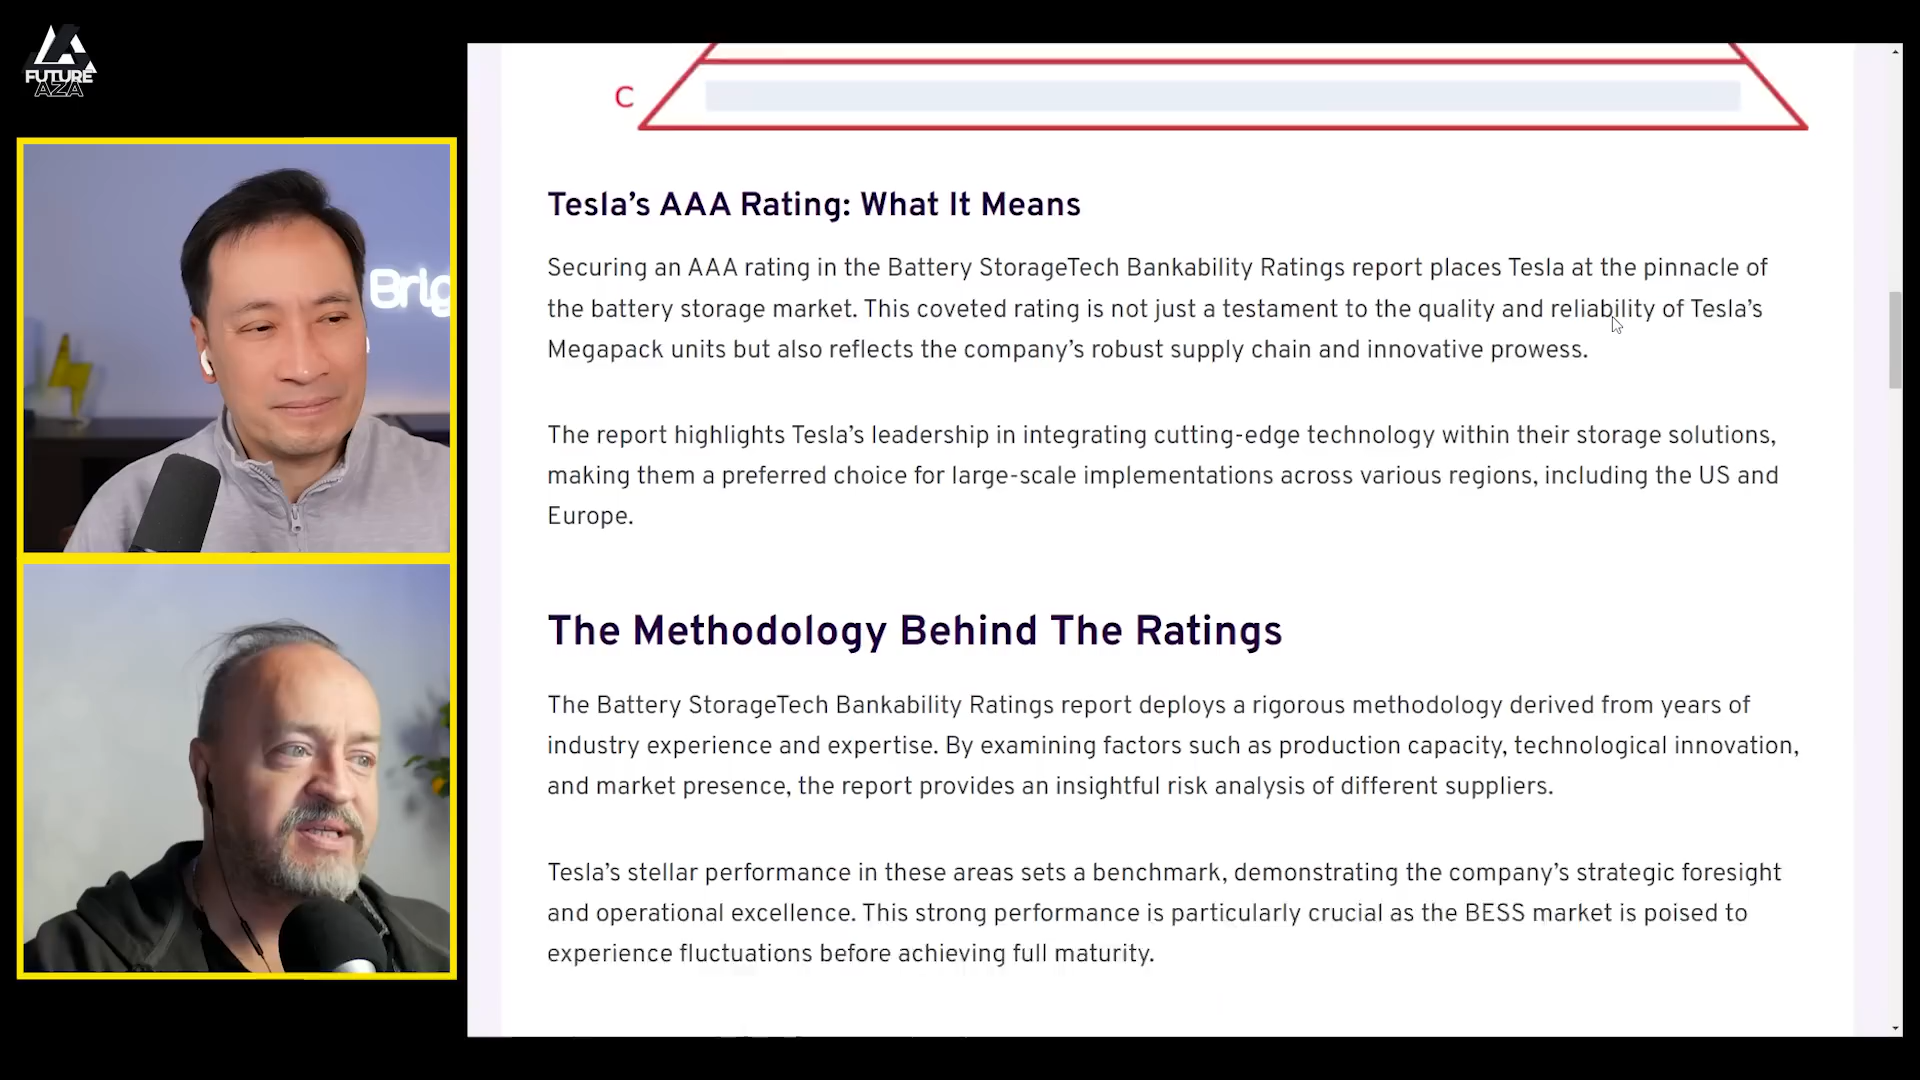 FUTURE
AZA
Brig
C
Tesla’s AAA Rating: What It Means
Securing an AAA rating in the Battery StorageTech Bankability Ratings report places Tesla at the pinnacle of
the battery storage market. This coveted rating is not just a testament to the quality and reliability of Tesla’s
Megapack units but also reflects the company’s robust supply chain and innovative prowess.
The report highlights Tesla’s leadership in integrating cutting-edge technology within their storage solutions,
making them a preferred choice for large-scale implementations across various regions, including the US and
Europe.
The Methodology Behind The Ratings
The Battery StorageTech Bankability Ratings report deploys a rigorous methodology derived from years of
industry experience and expertise. By examining factors such as production capacity, technological innovation,
and market presence, the report provides an insightful risk analysis of different suppliers.
Tesla’s stellar performance in these areas sets a benchmark, demonstrating the company’s strategic foresight
and operational excellence. This strong performance is particularly crucial as the BESS market is poised to
experience fluctuations before achieving full maturity.